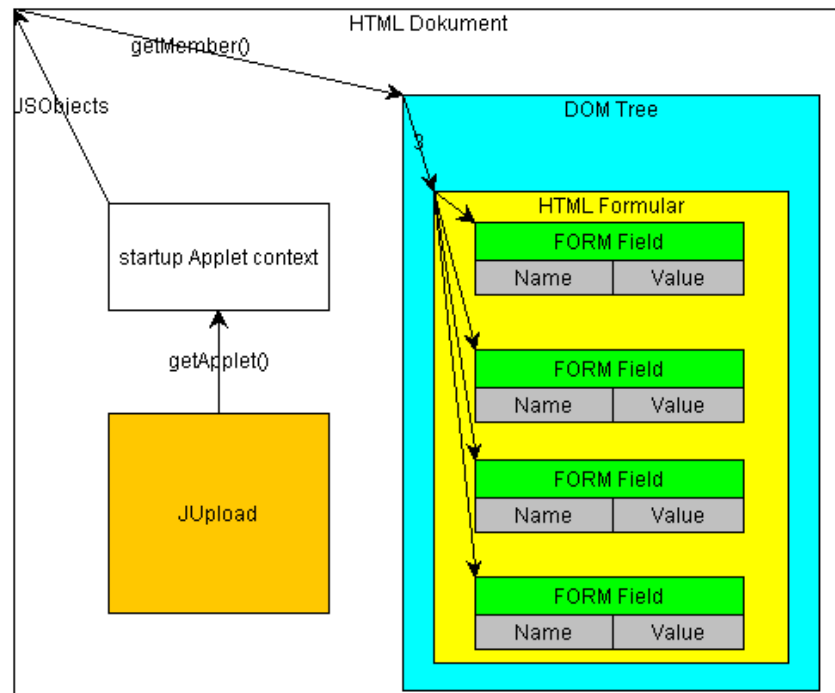 HTML Dokument
getMember()
JSObjects
DOM Tree
3
HTML Formular
FORM Field
Name Value
startup Applet context
getApplet()
FORM Field
Name Value
JUpload
FORM Field
Name Value
FORM Field
Name Value